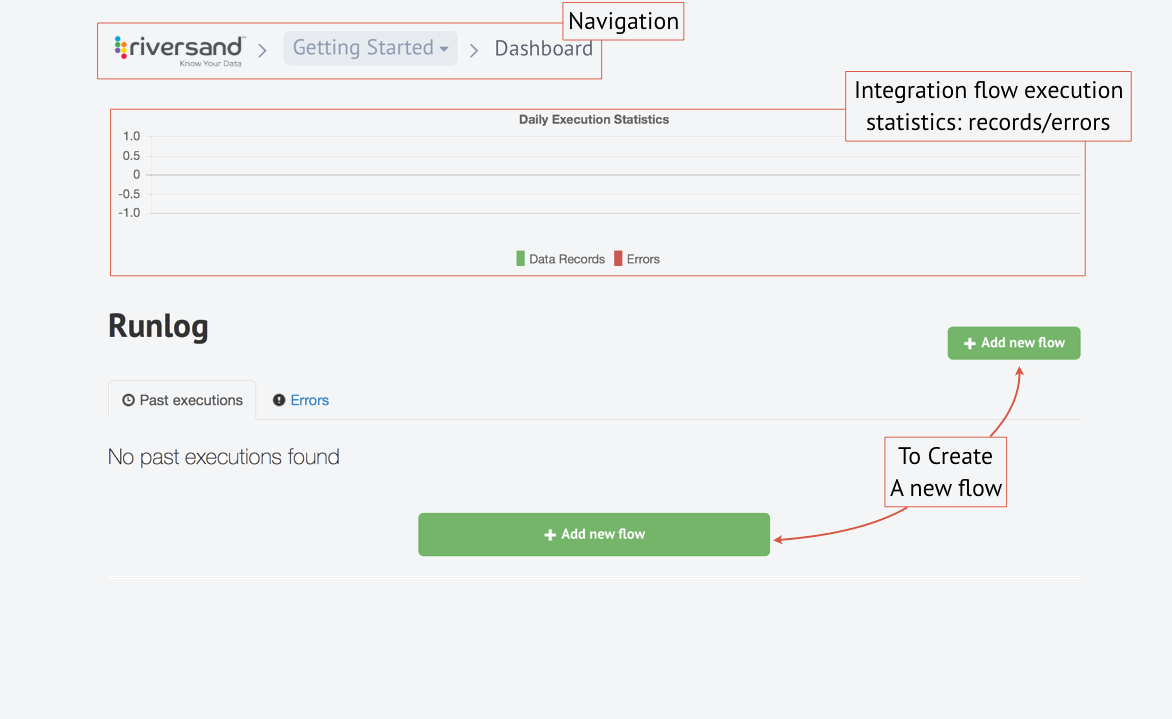 Navigation
riversand™ Getting Started Dashboard
Know Your Data
Integration flow execution
statistics: records/errors
Daily Execution Statistics
1.0
0.5
0
-0.5
-1.0
Data Records Errors
Runlog
Add new flow
Past executions Errors
No past executions found
To Create
A new flow
Add new flow